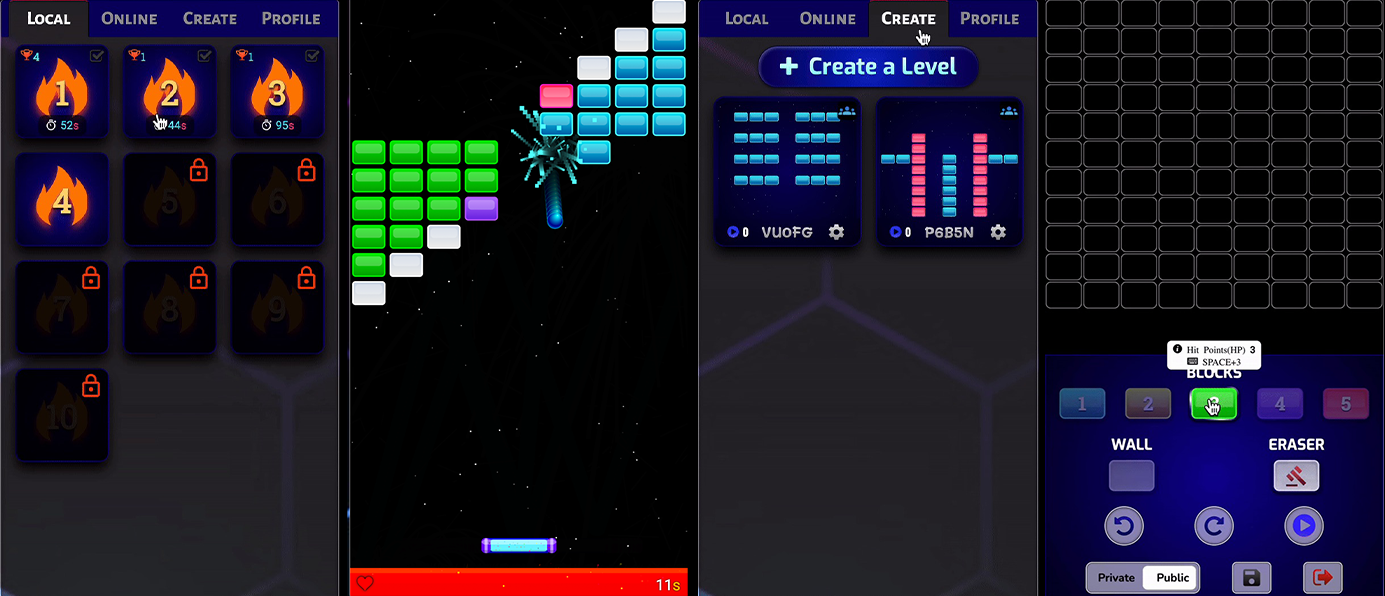 LOCAL ONLINE CREATE PROFILE
4 1 1
1 2 3
52s 44s 95s
4 5 6
7 8 9
10
11s
LOCAL ONLINE CREATE PROFILE
+ Create a Level
0 VU0FG 0 P6B5N
Hit Points(HP) 3
SPACE+3
BLOCKS
1 2 3 4 5
WALL ERASER
Private Public